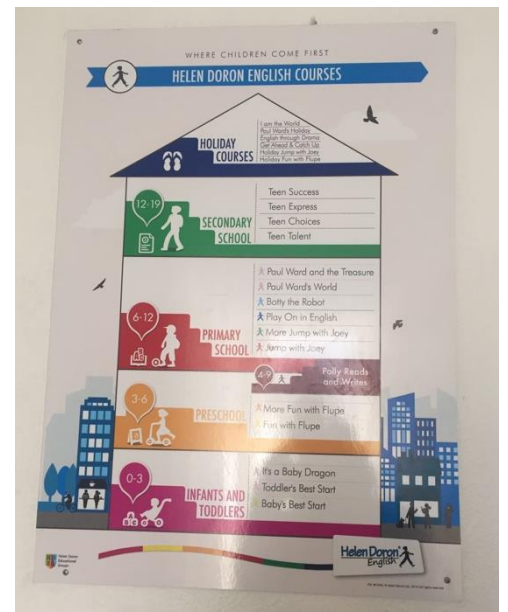 WHERE CHILDREN COME FIRST
HELEN DORON ENGLISH COURSES
HOLIDAY
COURSES
I am the World
Paul Ward's Holiday
English through Drama
Get Ahead & Catch Up
Holiday Jump with Joey
Holiday Fun with Flupe
12-19
SECONDARY
SCHOOL
Teen Success
Teen Express
Teen Choices
Teen Talent
6-12
PRIMARY
SCHOOL
Paul Ward and the Treasure
Paul Ward's World
Botty the Robot
Play On in English
More Jump with Joey
Jump with Joey
4-9
Polly Reads
and Writes
3-6
PRESCHOOL
More Fun with Flupe
Fun with Flupe
0-3
INFANTS AND
TODDLERS
It's a Baby Dragon
Toddler's Best Start
Baby's Best Start
Helen Doron
Educational
Group
Helen Doron
English